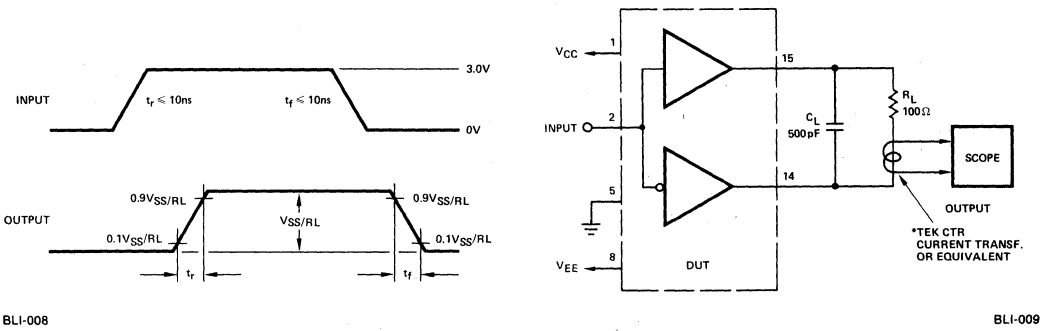 INPUT
tr ≤ 10ns
tf ≤ 10ns
3.0V
0V
OUTPUT
0.9VSS/RL
0.1VSS/RL
VSS/RL
0.9VSS/RL
0.1VSS/RL
tr
tf
BLI-008
VCC
1
INPUT
2
5
VEE
8
DUT
15
14
CL
500pF
RL
100Ω
SCOPE
OUTPUT
*TEK CTR
CURRENT TRANSF.
OR EQUIVALENT
BLI-009